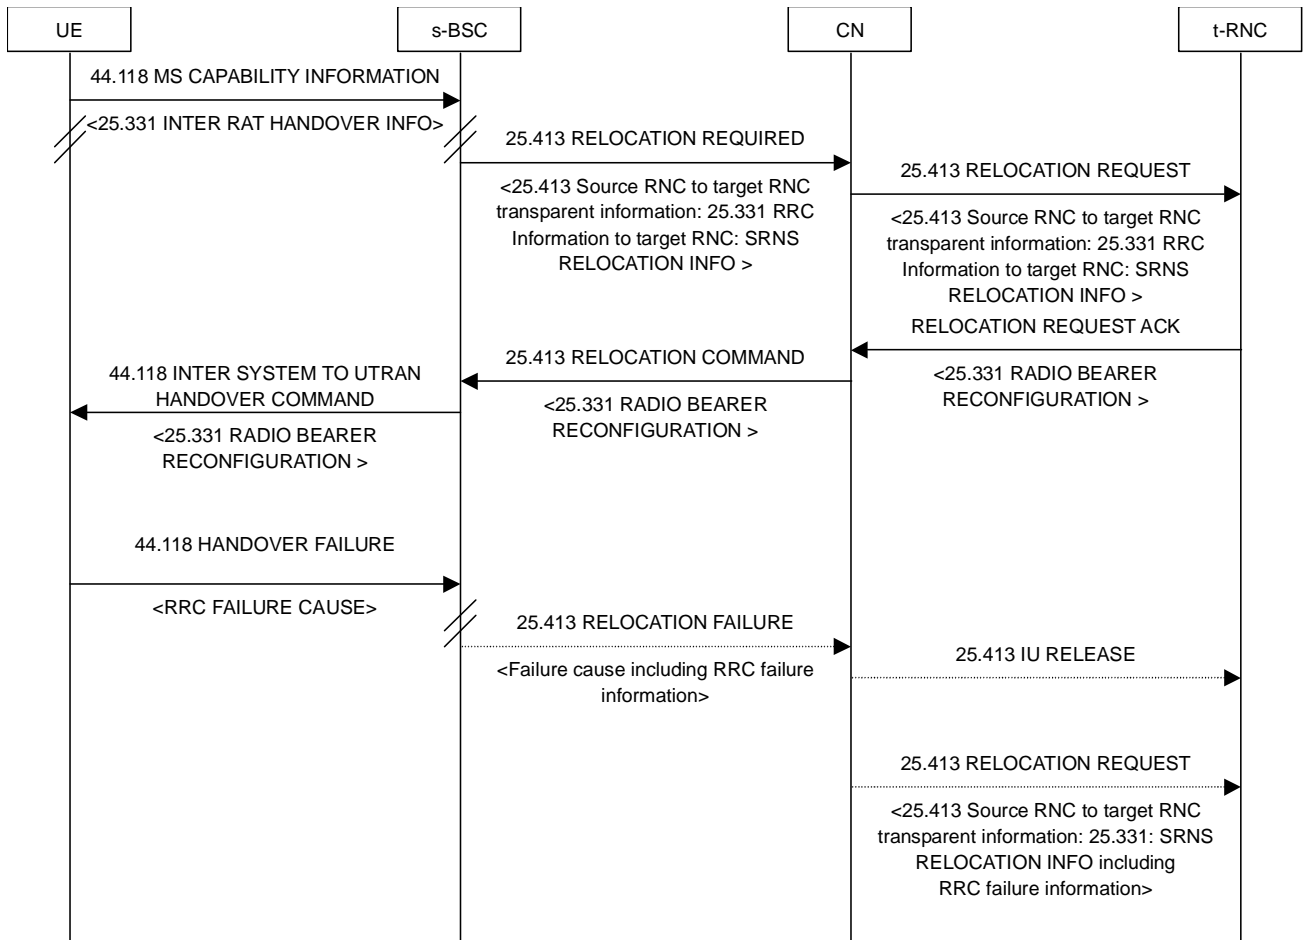 UE
s-BSC
CN
t-RNC
44.118 MS CAPABILITY INFORMATION
<25.331 INTER RAT HANDOVER INFO>
25.413 RELOCATION REQUIRED
<25.413 Source RNC to target RNC
transparent information: 25.331 RRC
Information to target RNC: SRNS
RELOCATION INFO >
25.413 RELOCATION REQUEST
<25.413 Source RNC to target RNC
transparent information: 25.331 RRC
Information to target RNC: SRNS
RELOCATION INFO >
RELOCATION REQUEST ACK
<25.331 RADIO BEARER
RECONFIGURATION >
25.413 RELOCATION COMMAND
<25.331 RADIO BEARER
RECONFIGURATION >
44.118 INTER SYSTEM TO UTRAN
HANDOVER COMMAND
<25.331 RADIO BEARER
RECONFIGURATION >
44.118 HANDOVER FAILURE
<RRC FAILURE CAUSE>
25.413 RELOCATION FAILURE
<Failure cause including RRC failure
information>
25.413 IU RELEASE
25.413 RELOCATION REQUEST
<25.413 Source RNC to target RNC
transparent information: 25.331: SRNS
RELOCATION INFO including
RRC failure information>